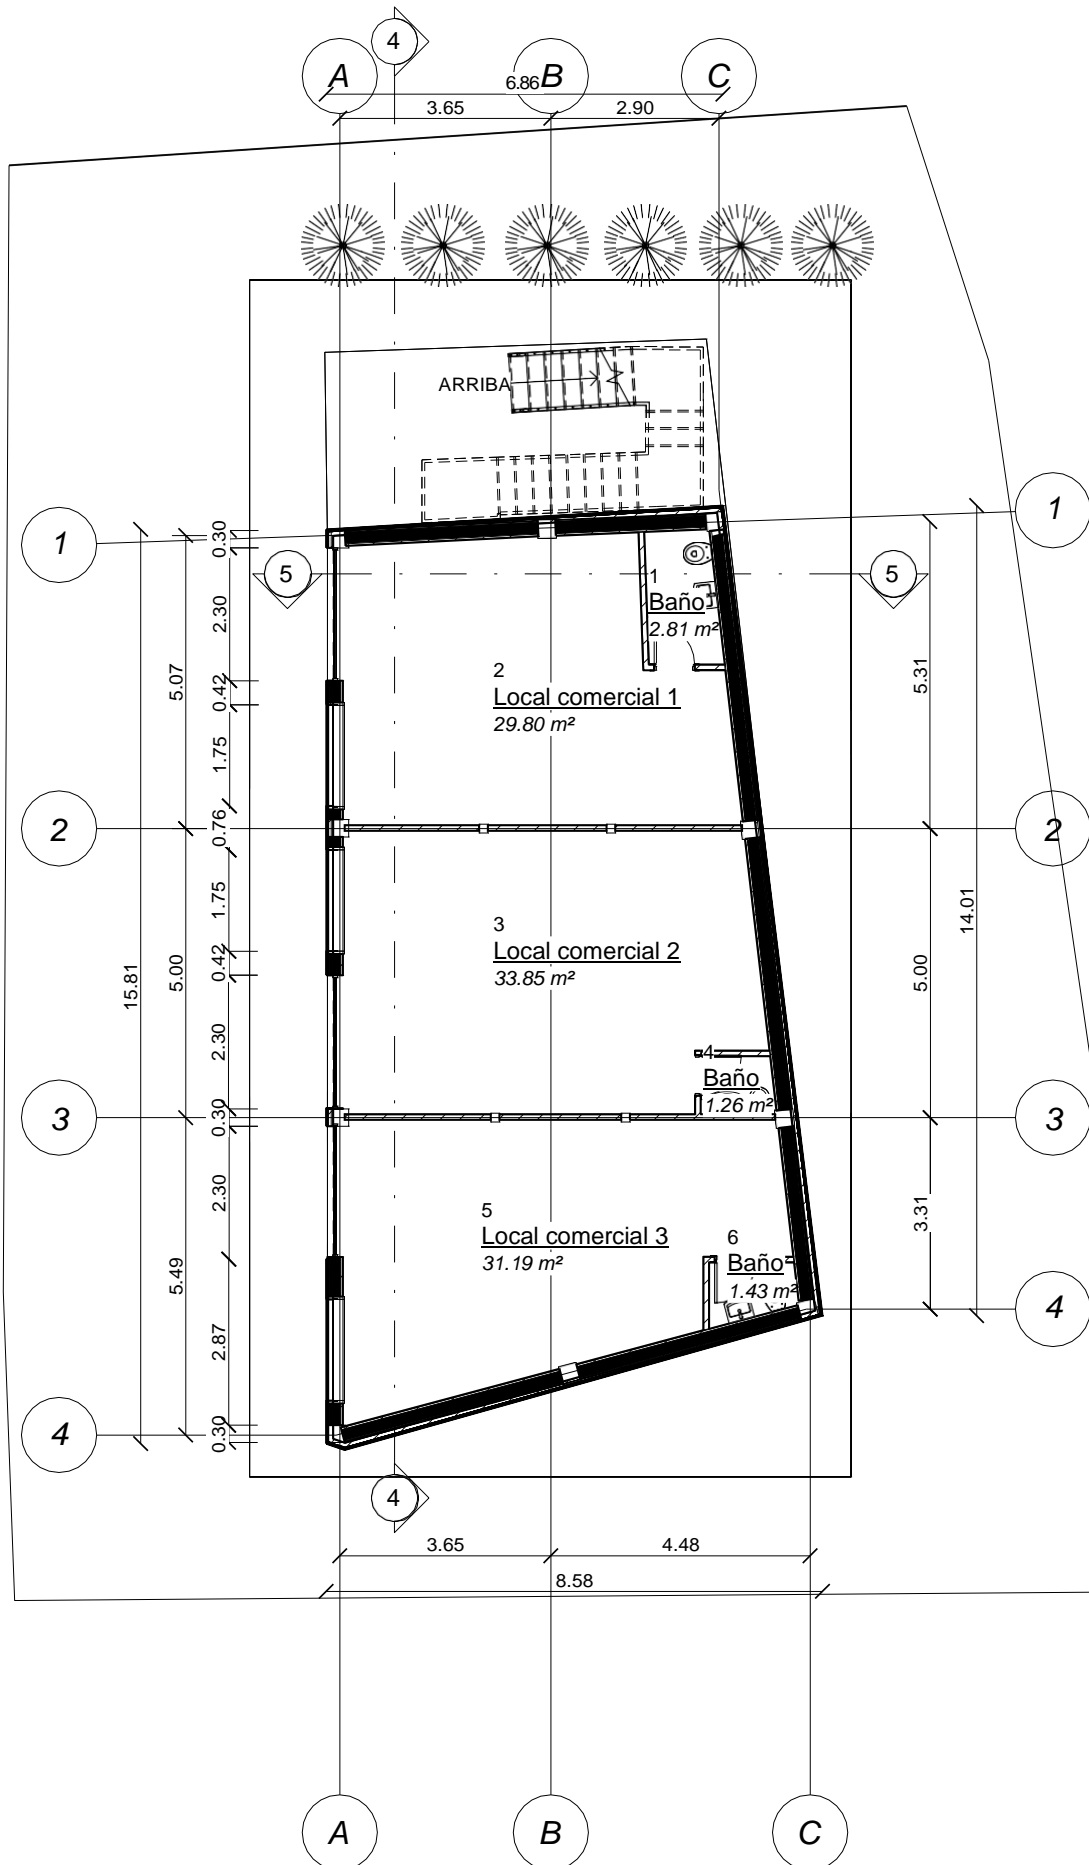 4
A
B
C
6.86
3.65
2.90
ARRIBA
1
1
0.30
5
5
1
Baño
2.81 m²
2.30
5.07
5.31
2
Local comercial 1
29.80 m²
0.42
1.75
2
0.76
2
1.75
14.01
3
Local comercial 2
33.85 m²
0.42
5.00
5.00
15.81
2.30
4
Baño
1.26 m²
3
0.30
3
2.30
3.31
5
Local comercial 3
31.19 m²
6
Baño
1.43 m²
5.49
4
2.87
4
0.30
4
3.65
4.48
8.58
A
B
C